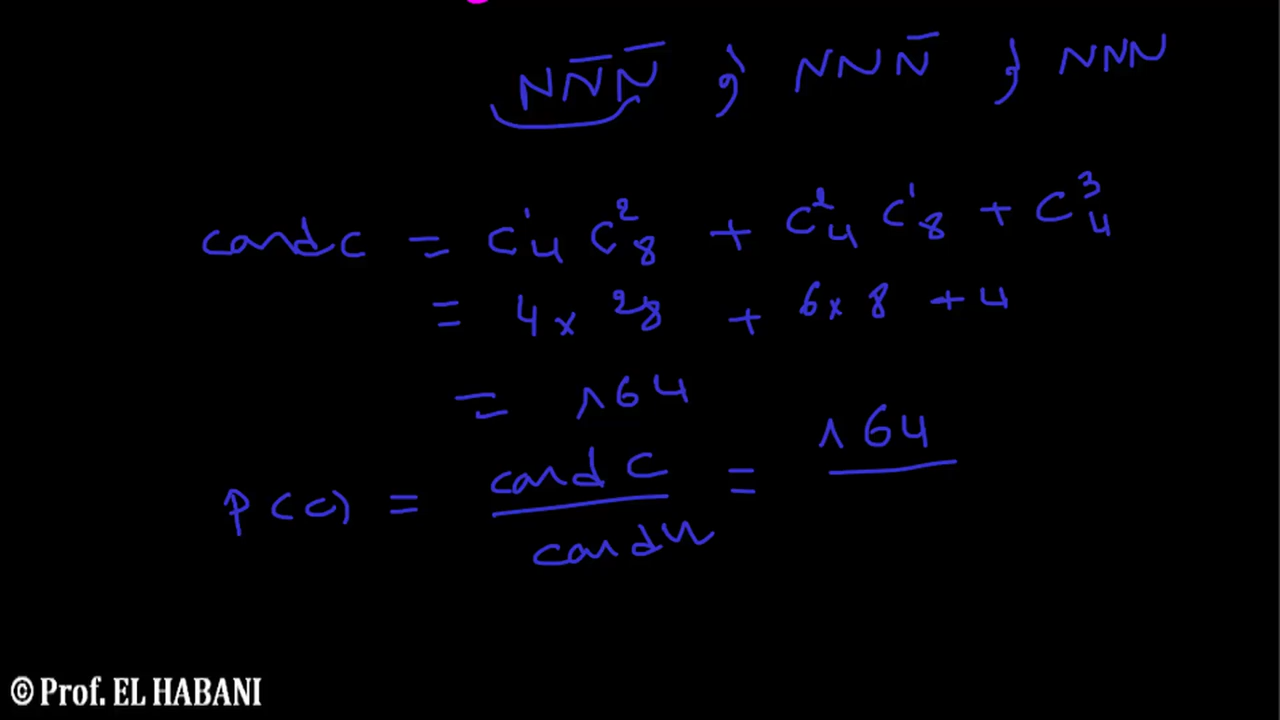 N N̄ N̄ ; N N N̄ ; N N N
card C = C¹₄ C²₈ + C²₄ C¹₈ + C³₄
= 4 × 28 + 6 × 8 + 4
= 164
P(C) = card C / card Ω = 164
© Prof. EL HABANI